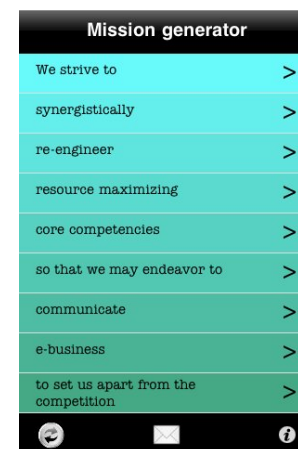 Mission generator
We strive to
>
synergistically
>
re-engineer
>
resource maximizing
>
core competencies
>
so that we may endeavor to
>
communicate
>
e-business
>
to set us apart from the
competition
>
i